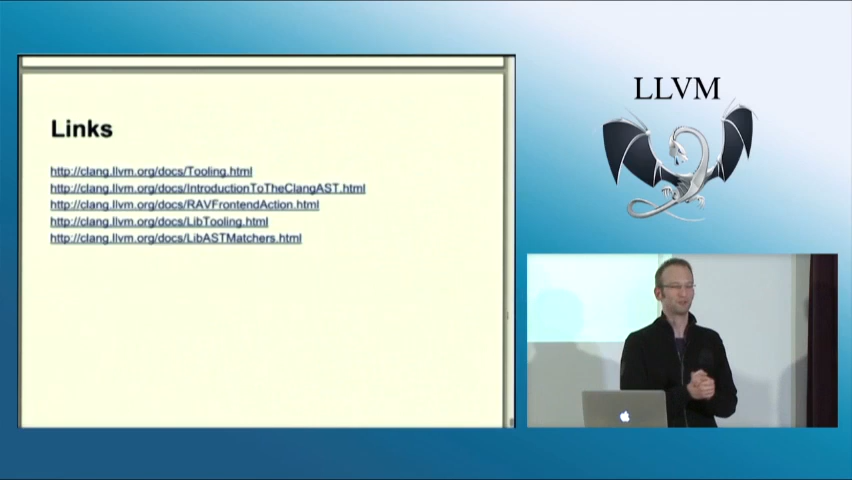 Links
http://clang.llvm.org/docs/Tooling.html
http://clang.llvm.org/docs/IntroductionToTheClangAST.html
http://clang.llvm.org/docs/RAVFrontendAction.html
http://clang.llvm.org/docs/LibTooling.html
http://clang.llvm.org/docs/LibASTMatchers.html
LLVM